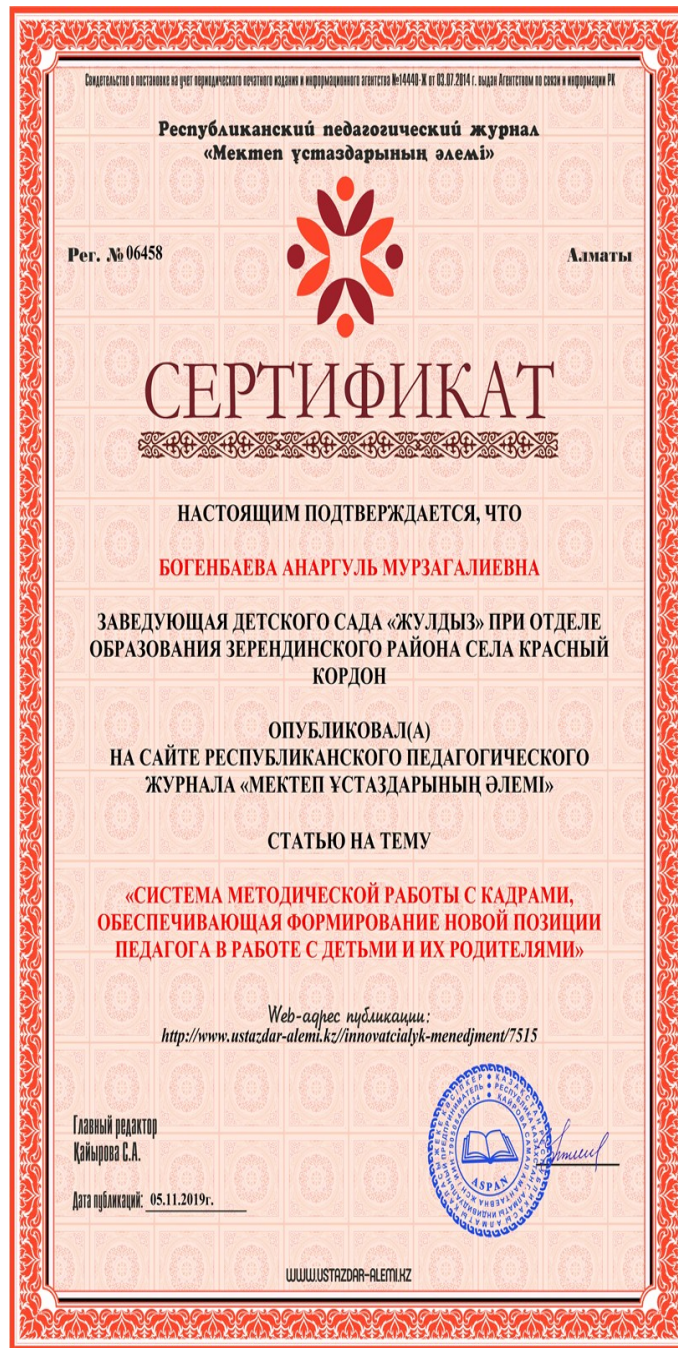 Свидетельство о постановке на учет периодического печатного издания и информационного агентства №14440-Ж от 03.07.2014 г. выдан Агентством по связи и информации РК
Республиканский педагогический журнал
«Мектеп ұстаздарының әлемі»
Рег. № 06458
Алматы
СЕРТИФИКАТ
НАСТОЯЩИМ ПОДТВЕРЖДАЕТСЯ, ЧТО
БОГЕНБАЕВА АНАРГУЛЬ МУРЗАГАЛИЕВНА
ЗАВЕДУЮЩАЯ ДЕТСКОГО САДА «ЖУЛДЫЗ» ПРИ ОТДЕЛЕ
ОБРАЗОВАНИЯ ЗЕРЕНДИНСКОГО РАЙОНА СЕЛА КРАСНЫЙ
КОРДОН
ОПУБЛИКОВАЛ(А)
НА САЙТЕ РЕСПУБЛИКАНСКОГО ПЕДАГОГИЧЕСКОГО
ЖУРНАЛА «МЕКТЕП ҰСТАЗДАРЫНЫҢ ӘЛЕМІ»
СТАТЬЮ НА ТЕМУ
«СИСТЕМА МЕТОДИЧЕСКОЙ РАБОТЫ С КАДРАМИ,
ОБЕСПЕЧИВАЮЩАЯ ФОРМИРОВАНИЕ НОВОЙ ПОЗИЦИИ
ПЕДАГОГА В РАБОТЕ С ДЕТЬМИ И ИХ РОДИТЕЛЯМИ»
Web-адрес публикации:
http://www.ustazdar-alemi.kz//innovatcialyk-menedjment/7515
Главный редактор
Қайырова С.А.
Дата публикаций: 05.11.2019г.
ASPAN
WWW.USTAZDAR-ALEMI.KZ